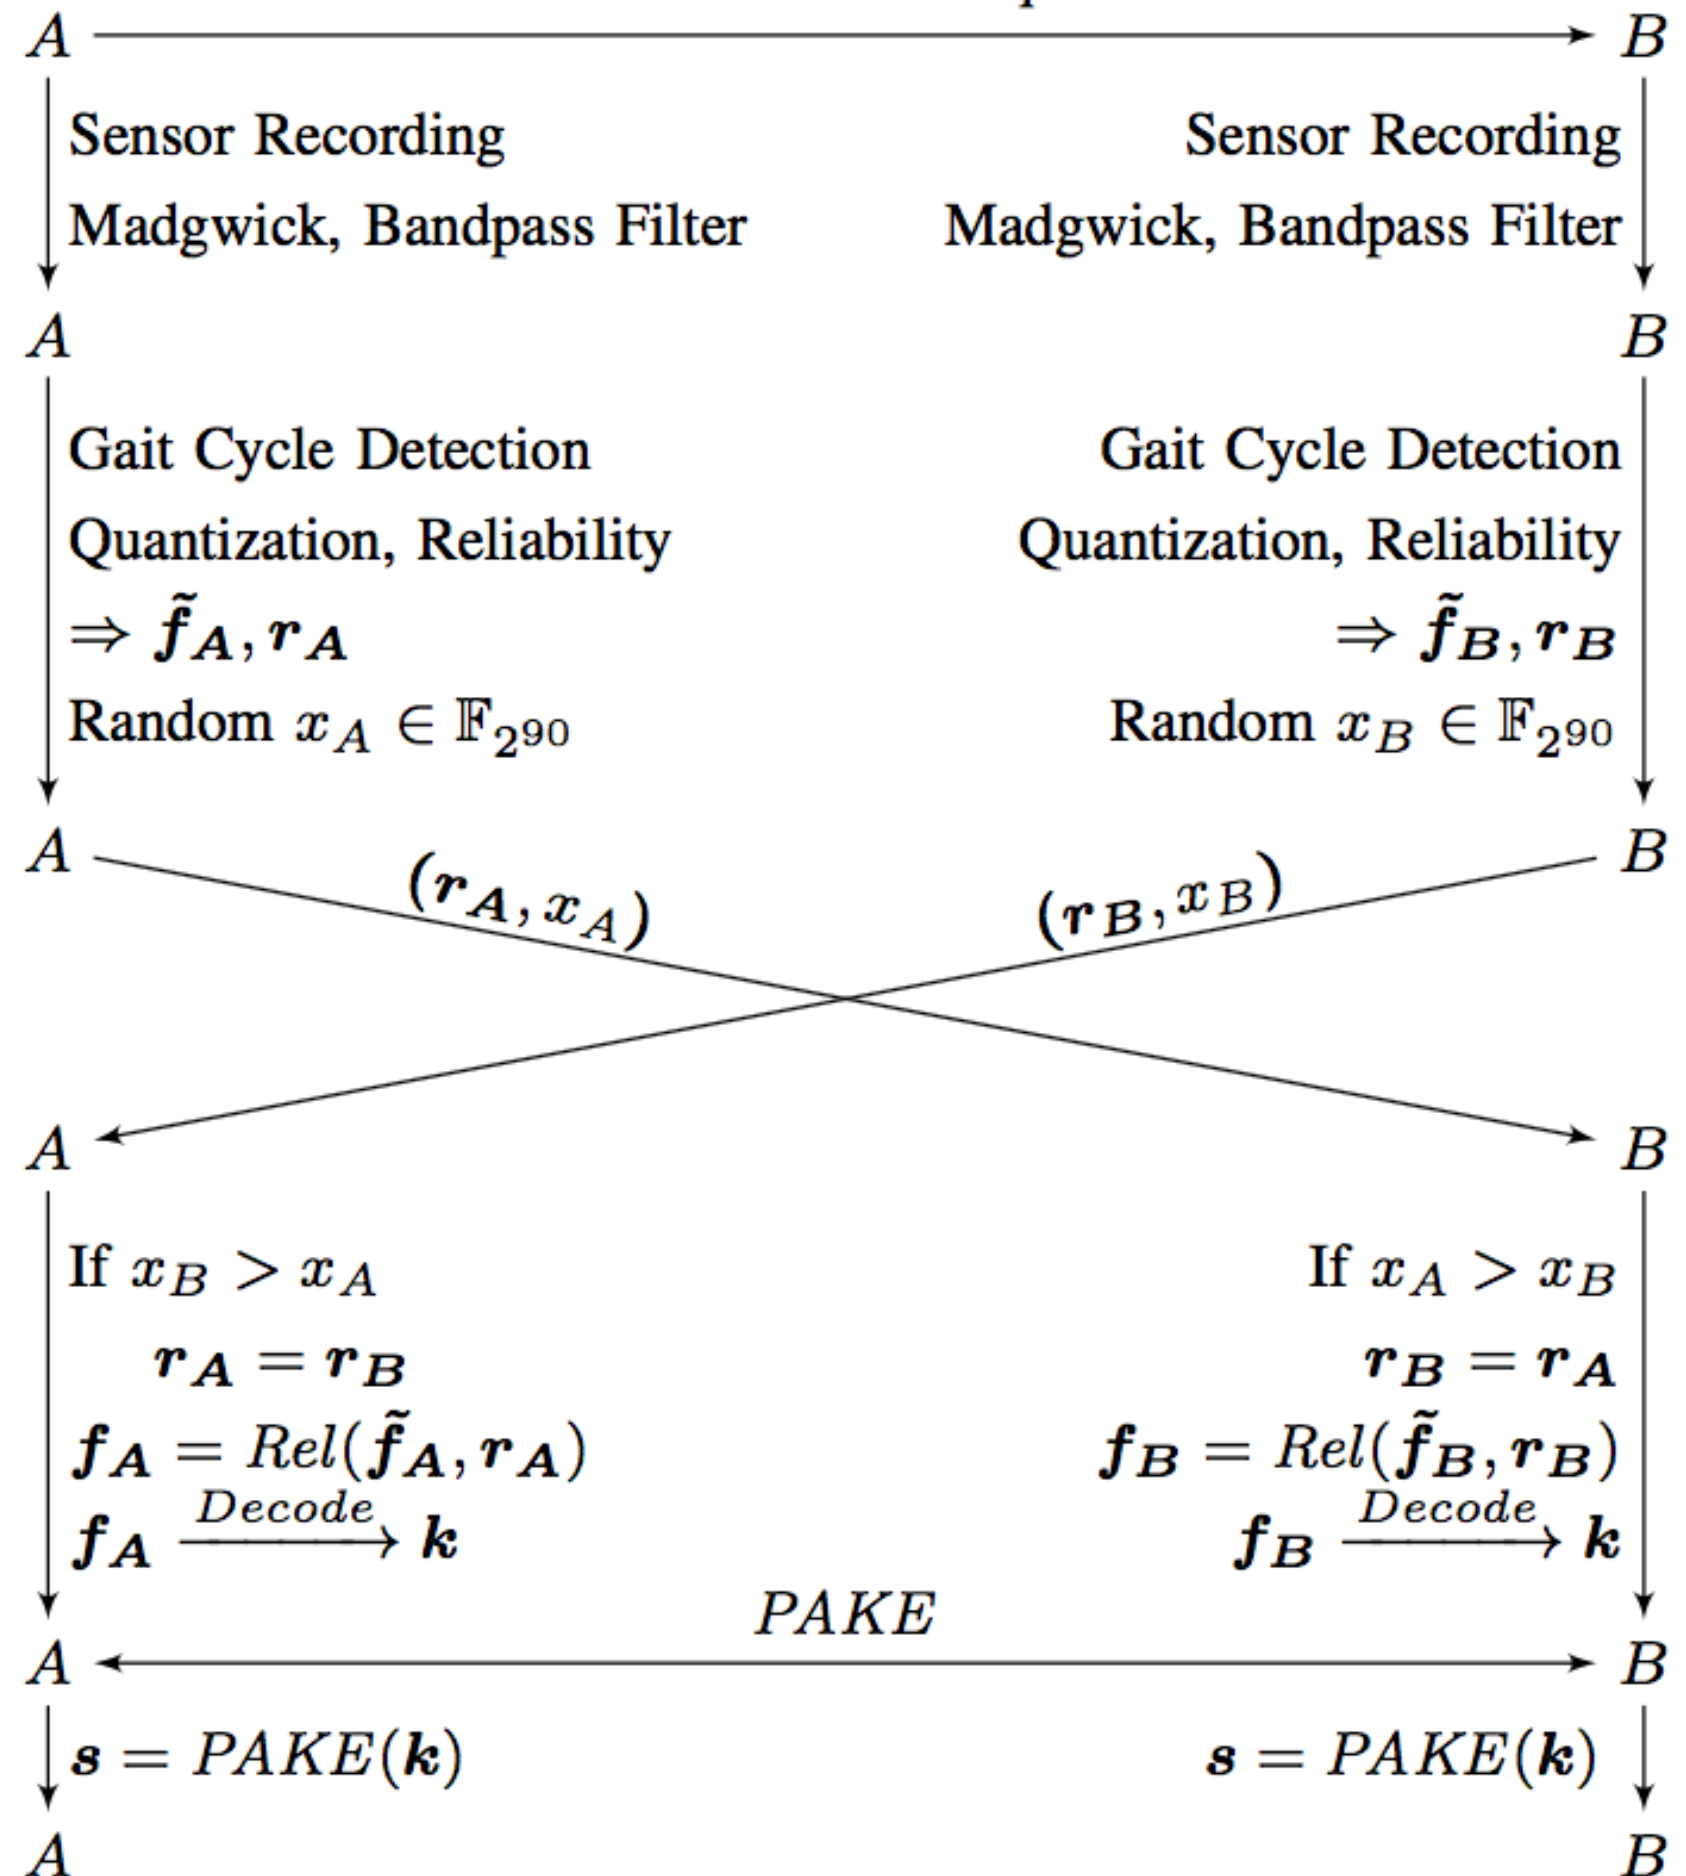 A B
Sensor Recording Sensor Recording
Madgwick, Bandpass Filter Madgwick, Bandpass Filter
A B
Gait Cycle Detection Gait Cycle Detection
Quantization, Reliability Quantization, Reliability
⇒ f̃_A, r_A ⇒ f̃_B, r_B
Random x_A ∈ 𝔽_{2^{90}} Random x_B ∈ 𝔽_{2^{90}}
A (r_A, x_A) (r_B, x_B) B
A B
If x_B > x_A If x_A > x_B
r_A = r_B r_B = r_A
f_A = Rel(f̃_A, r_A) f_B = Rel(f̃_B, r_B)
f_A —Decode→ k f_B —Decode→ k
PAKE
A B
s = PAKE(k) s = PAKE(k)
A B